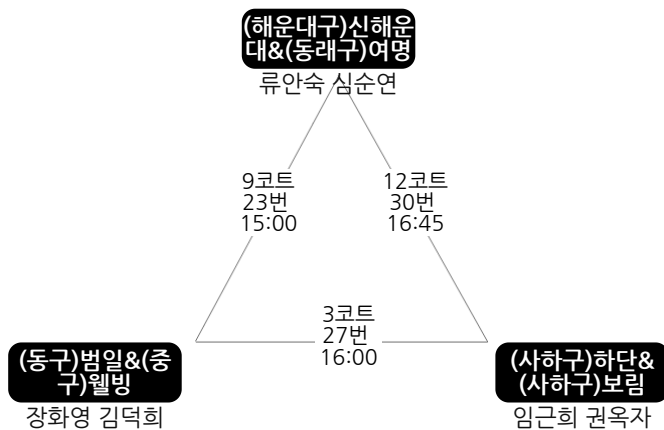 (해운대구)신해운
대&(동래구)여명
류안숙 심순연
9코트
23번
15:00
12코트
30번
16:45
3코트
27번
16:00
(동구)범일&(중
구)웰빙
장화영 김덕희
(사하구)하단&
(사하구)보림
임근희 권옥자